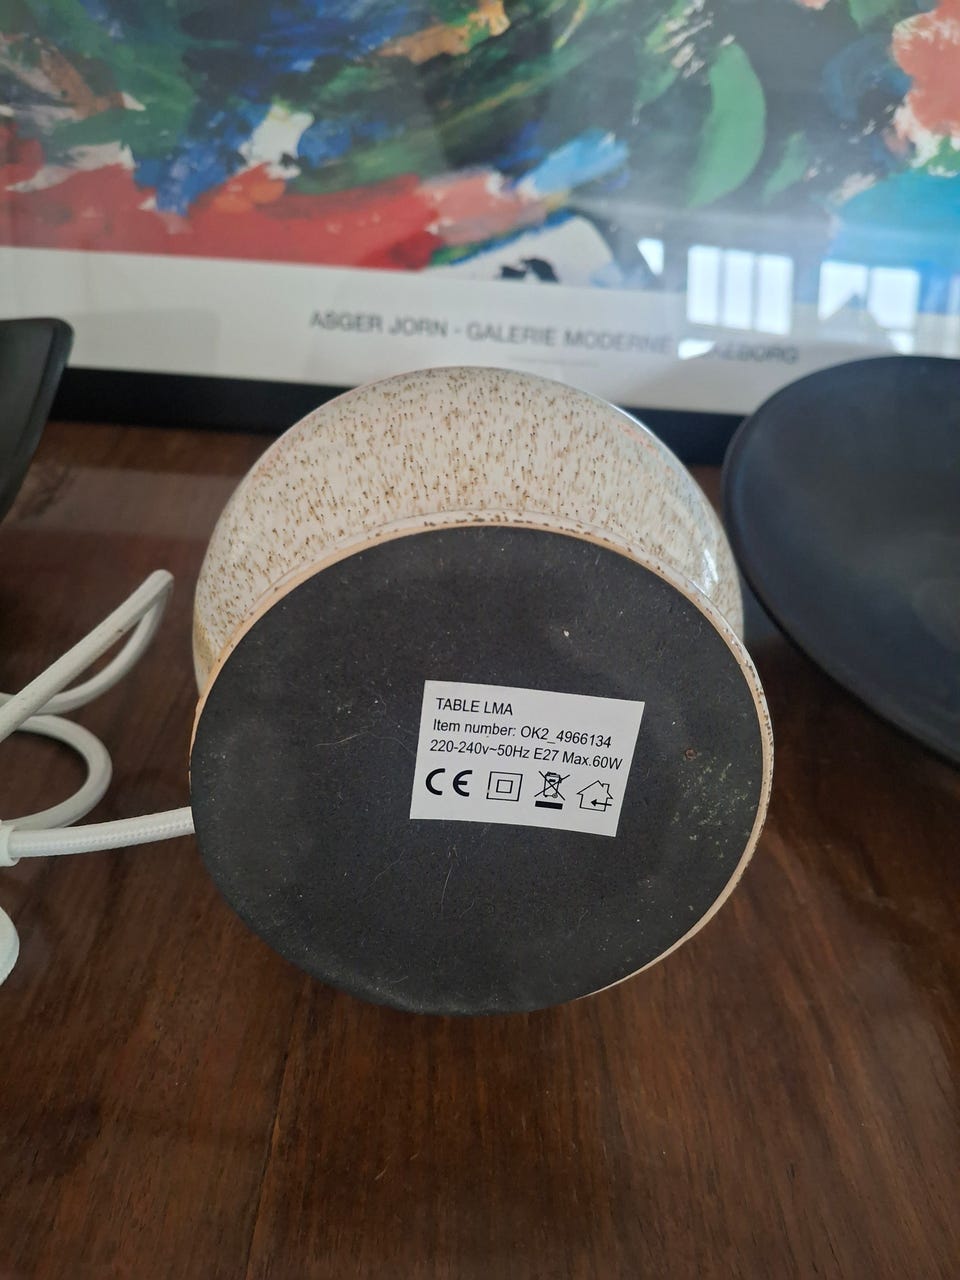 ASGER JORN - GALERIE MODERNE
TABLE LMA
Item number: OK2_4966134
220-240v~50Hz E27 Max.60W
CE